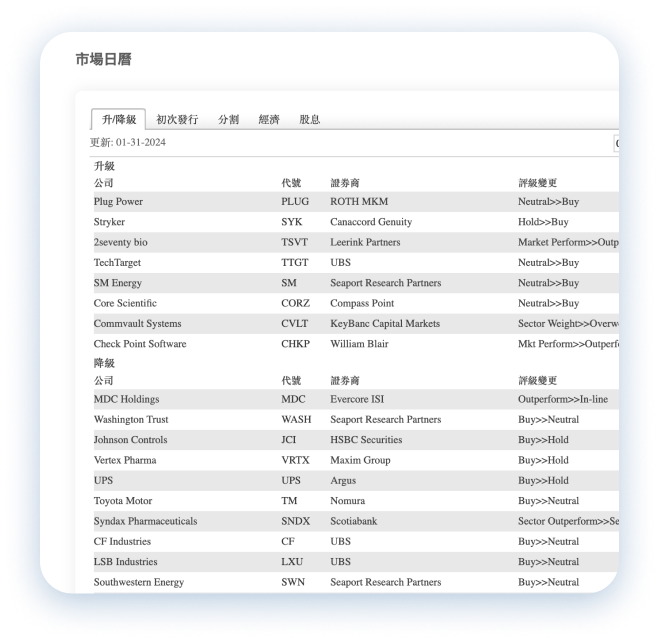 市場日曆
升/降級 初次發行 分割 經濟 股息
更新: 01-31-2024
升級
公司 代號 證券商 評級變更
Plug Power PLUG ROTH MKM Neutral>>Buy
Stryker SYK Canaccord Genuity Hold>>Buy
2seventy bio TSVT Leerink Partners Market Perform>>Outp
TechTarget TTGT UBS Neutral>>Buy
SM Energy SM Seaport Research Partners Neutral>>Buy
Core Scientific CORZ Compass Point Neutral>>Buy
Commvault Systems CVLT KeyBanc Capital Markets Sector Weight>>Overw
Check Point Software CHKP William Blair Mkt Perform>>Outperf
降級
公司 代號 證券商 評級變更
MDC Holdings MDC Evercore ISI Outperform>>In-line
Washington Trust WASH Seaport Research Partners Buy>>Neutral
Johnson Controls JCI HSBC Securities Buy>>Hold
Vertex Pharma VRTX Maxim Group Buy>>Hold
UPS UPS Argus Buy>>Hold
Toyota Motor TM Nomura Buy>>Neutral
Syndax Pharmaceuticals SNDX Scotiabank Sector Outperform>>Se
CF Industries CF UBS Buy>>Neutral
LSB Industries LXU UBS Buy>>Neutral
Southwestern Energy SWN Seaport Research Partners Buy>>Neutral